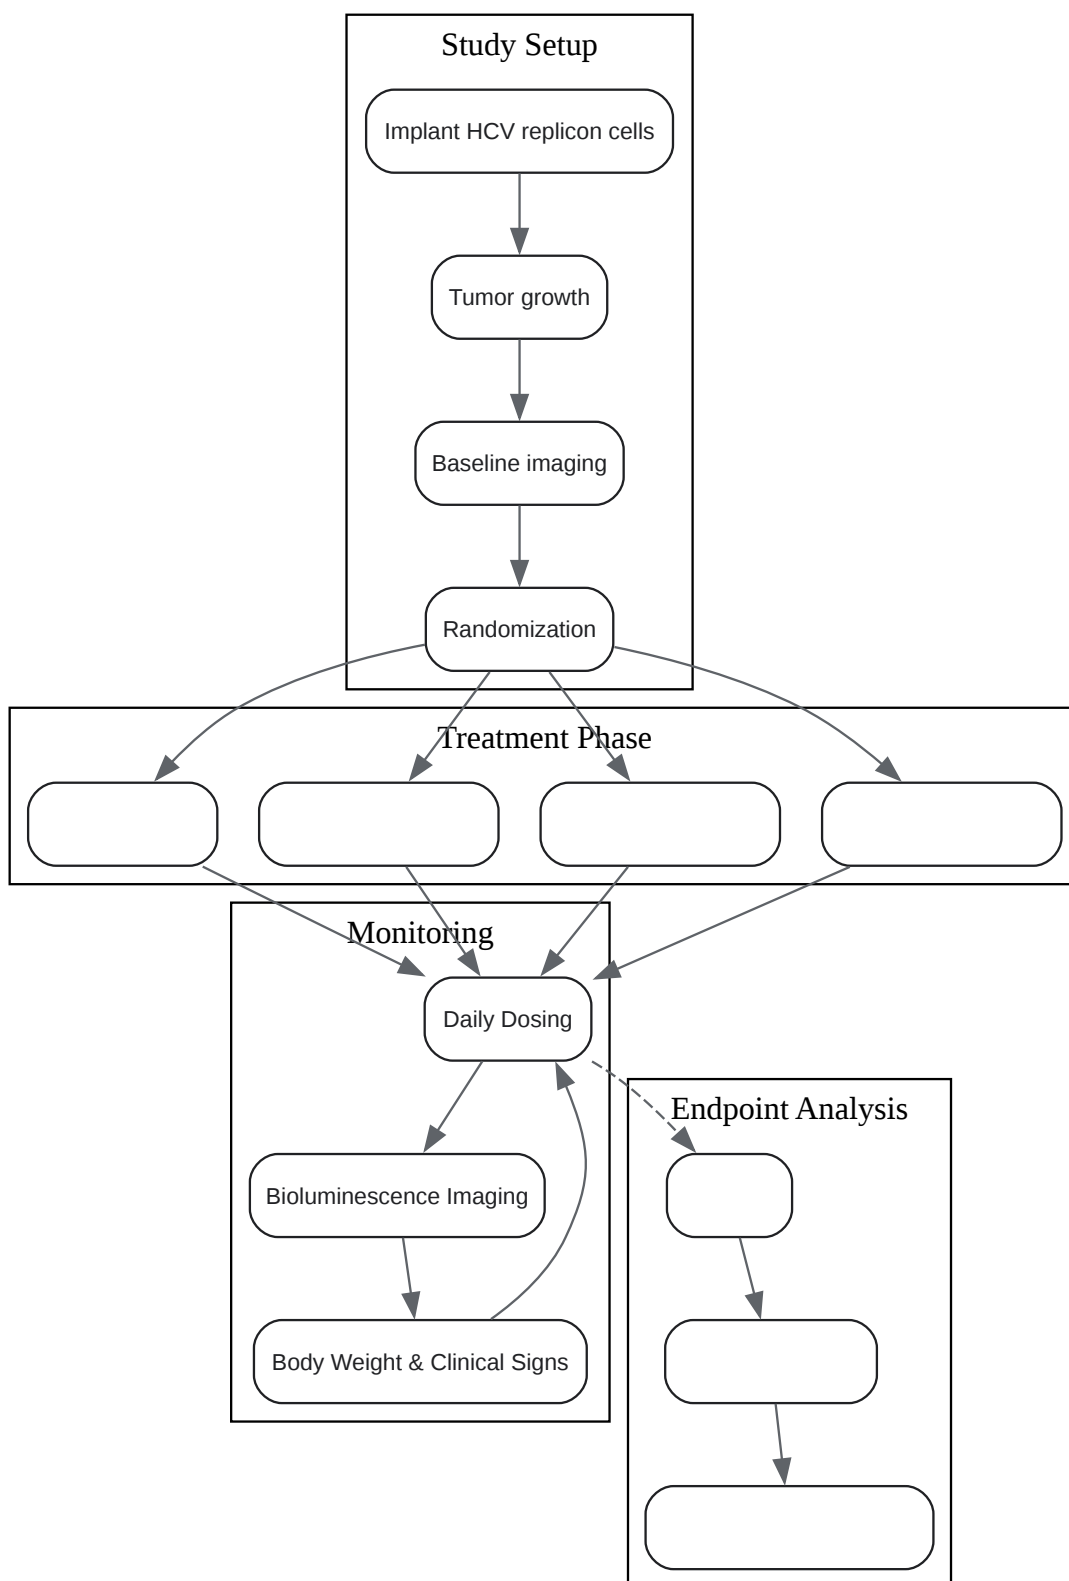 Study Setup
Implant HCV replicon cells
Tumor growth
Baseline imaging
Randomization
Treatment Phase
Monitoring
Daily Dosing
Endpoint Analysis
Bioluminescence Imaging
Body Weight & Clinical Signs